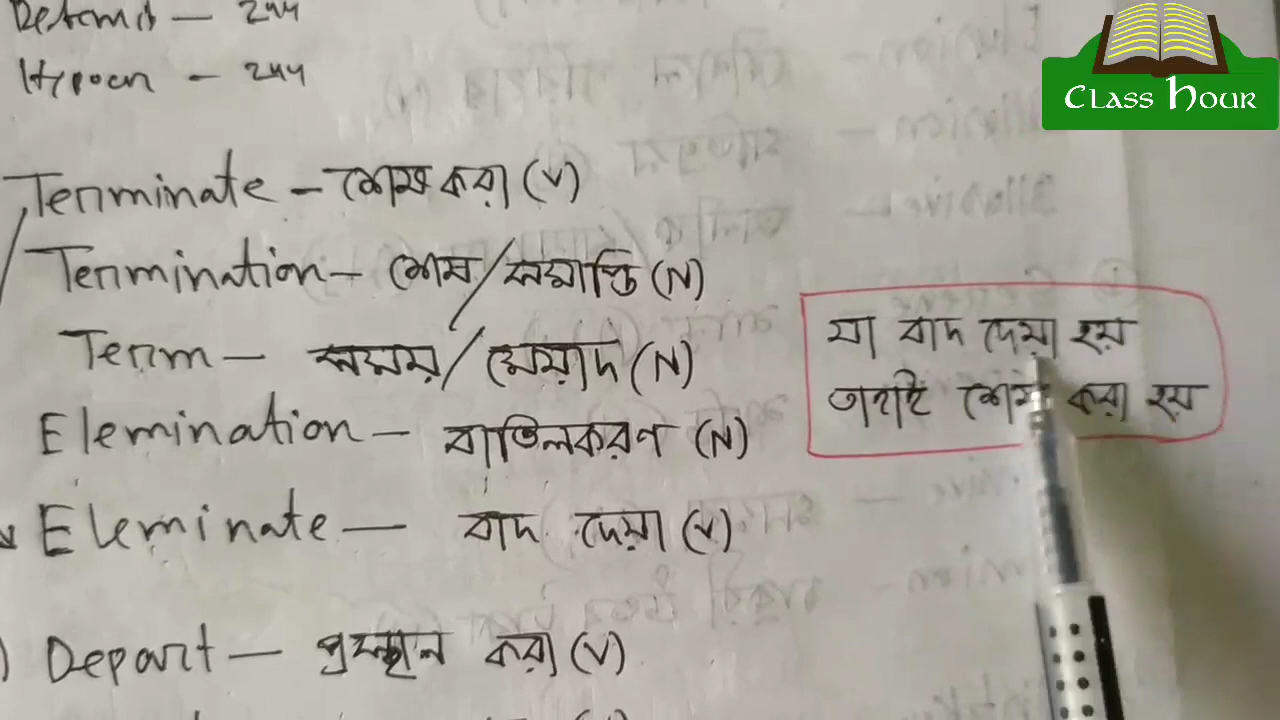 CLASS HOUR
Terminate - শেষ করা (V)
Termination - শেষ/সমাপ্তি (N)
Term - সময়/মেয়াদ (N)
Elemination - বাতিলকরণ (N)
Eleminate - বাদ দেয়া (V)
Depart - প্রস্থান করা (V)
যা বাদ দেয়া হয়
তাহাই শেষ করা হয়